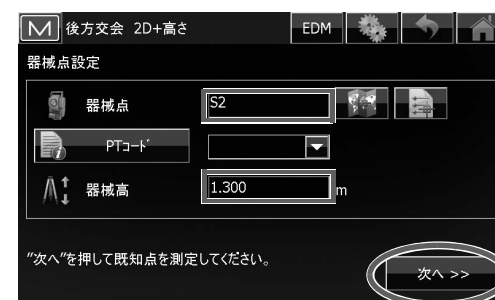 後方交会 2D+高さ EDM
器械点設定
器械点 S2
PTコード
器械高 1.300 m
"次へ"を押して既知点を測定してください。
次へ >>